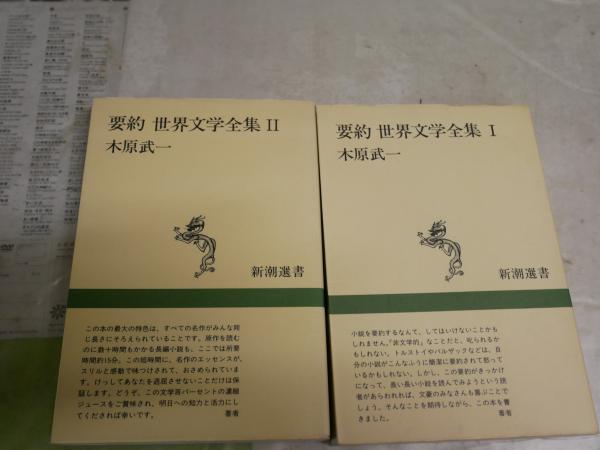 要約 世界文学全集 II
木原武一
新潮選書
この本の最大の特色は、すべての名作がみんな同
じ長さにそろえられていることです。原作を読む
のに数十時間もかかる長編小説も、ここでは所要
時間約15分。この短時間に、名作のエッセンスが、
スリルと感動で味つけされて、おさめられていま
す。けっしてあなたを退屈させないことだけは保
証します。どうぞ、この文学百パーセントの濃縮
ジュースをご賞味され、明日への知力と活力にし
てくだされば幸いです。 著者
要約 世界文学全集 I
木原武一
新潮選書
小説を要約するなんて、してはいけないことかも
しれません。「非文学的」なことだと、叱られるか
もしれない。トルストイやバルザックなどは、自
分の小説がこんなふうに簡潔に要約されて怒って
いるかもしれない。しかし、この要約がきっかけ
になって、長い長い小説を読んでみようという読
者があらわれれば、文豪のみなさんも喜ぶことで
しょう。そんなことを期待しながら、この本を書
きました。 著者